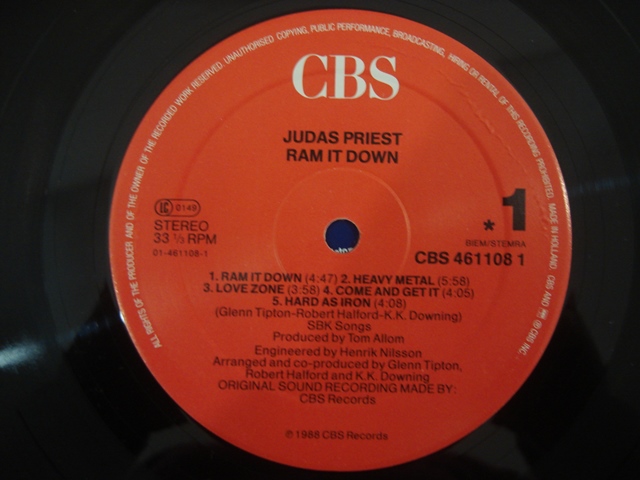 ALL RIGHTS OF THE PRODUCER AND OF THE OWNER OF THE RECORDED WORK RESERVED. UNAUTHORISED COPYING, PUBLIC PERFORMANCE, BROADCASTING, HIRING OR RENTAL OF THIS RECORDING PROHIBITED. MADE IN HOLLAND. CBS AND ℗ © CBS INC.
CBS
JUDAS PRIEST
RAM IT DOWN
LC 0149
STEREO
33 ⅓ RPM
01-461108-1
* 1
BIEM/STEMRA
CBS 461108 1
1. RAM IT DOWN (4:47) 2. HEAVY METAL (5:58)
3. LOVE ZONE (3:58) 4. COME AND GET IT (4:05)
5. HARD AS IRON (4:08)
(Glenn Tipton-Robert Halford-K.K. Downing)
SBK Songs
Produced by Tom Allom
Engineered by Henrik Nilsson
Arranged and co-produced by Glenn Tipton,
Robert Halford and K.K. Downing
ORIGINAL SOUND RECORDING MADE BY:
CBS Records
℗ 1988 CBS Records